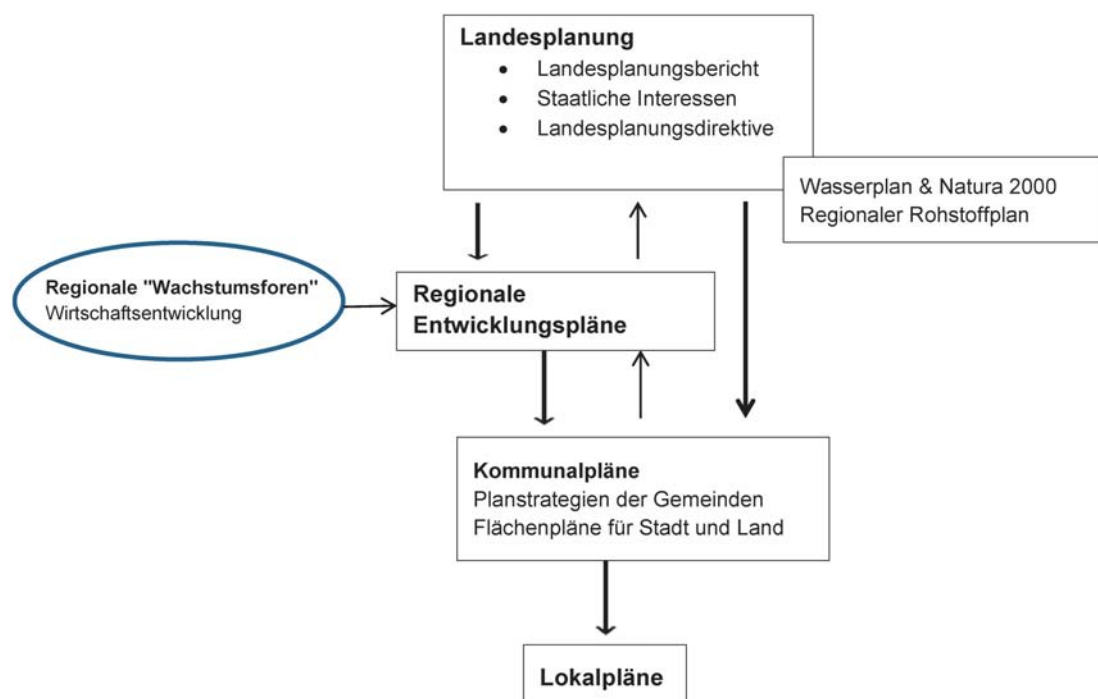 Landesplanung
• Landesplanungsbericht
• Staatliche Interessen
• Landesplanungsdirektive
Wasserplan & Natura 2000
Regionaler Rohstoffplan
Regionale "Wachstumsforen"
Wirtschaftsentwicklung
Regionale
Entwicklungspläne
Kommunalpläne
Planstrategien der Gemeinden
Flächenpläne für Stadt und Land
Lokalpläne